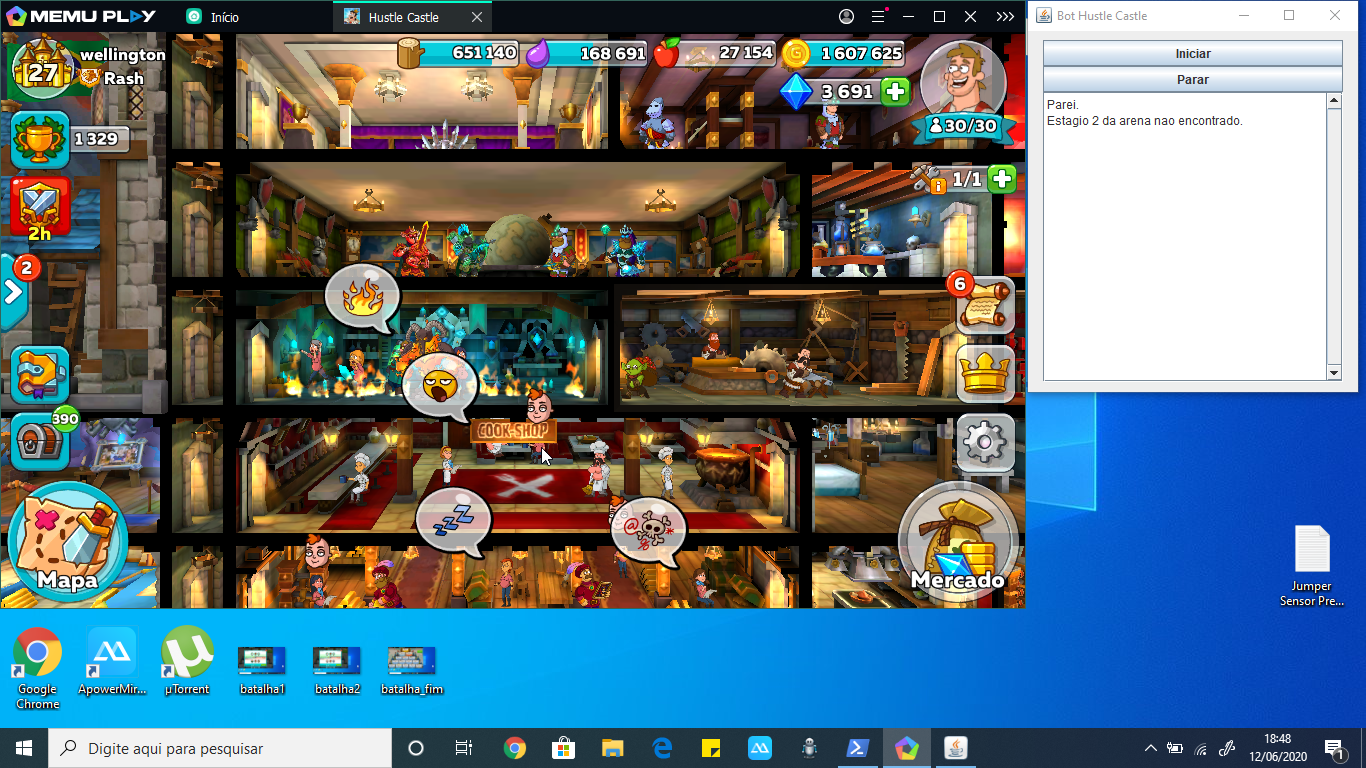 MEMU PLAY
Início
Hustle Castle
Bot Hustle Castle
27
wellington
Rash
651 140
168 691
27 154
1 607 625
3 691
30/30
1 329
2h
2
390
Mapa
1/1
6
COOK-SHOP
zzz
@
*
Mercado
Iniciar
Parar
Parei.
Estagio 2 da arena nao encontrado.
Jumper
Sensor Pre...
Google
Chrome
ApowerMir...
µTorrent
batalha1
batalha2
batalha_fim
Digite aqui para pesquisar
18:48
12/06/2020
1